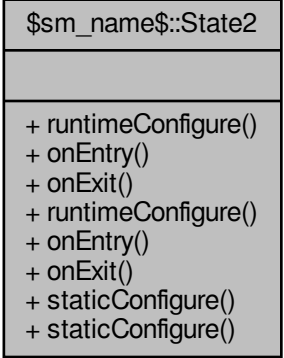 $sm_name$::State2
+ runtimeConfigure()
+ onEntry()
+ onExit()
+ runtimeConfigure()
+ onEntry()
+ onExit()
+ staticConfigure()
+ staticConfigure()